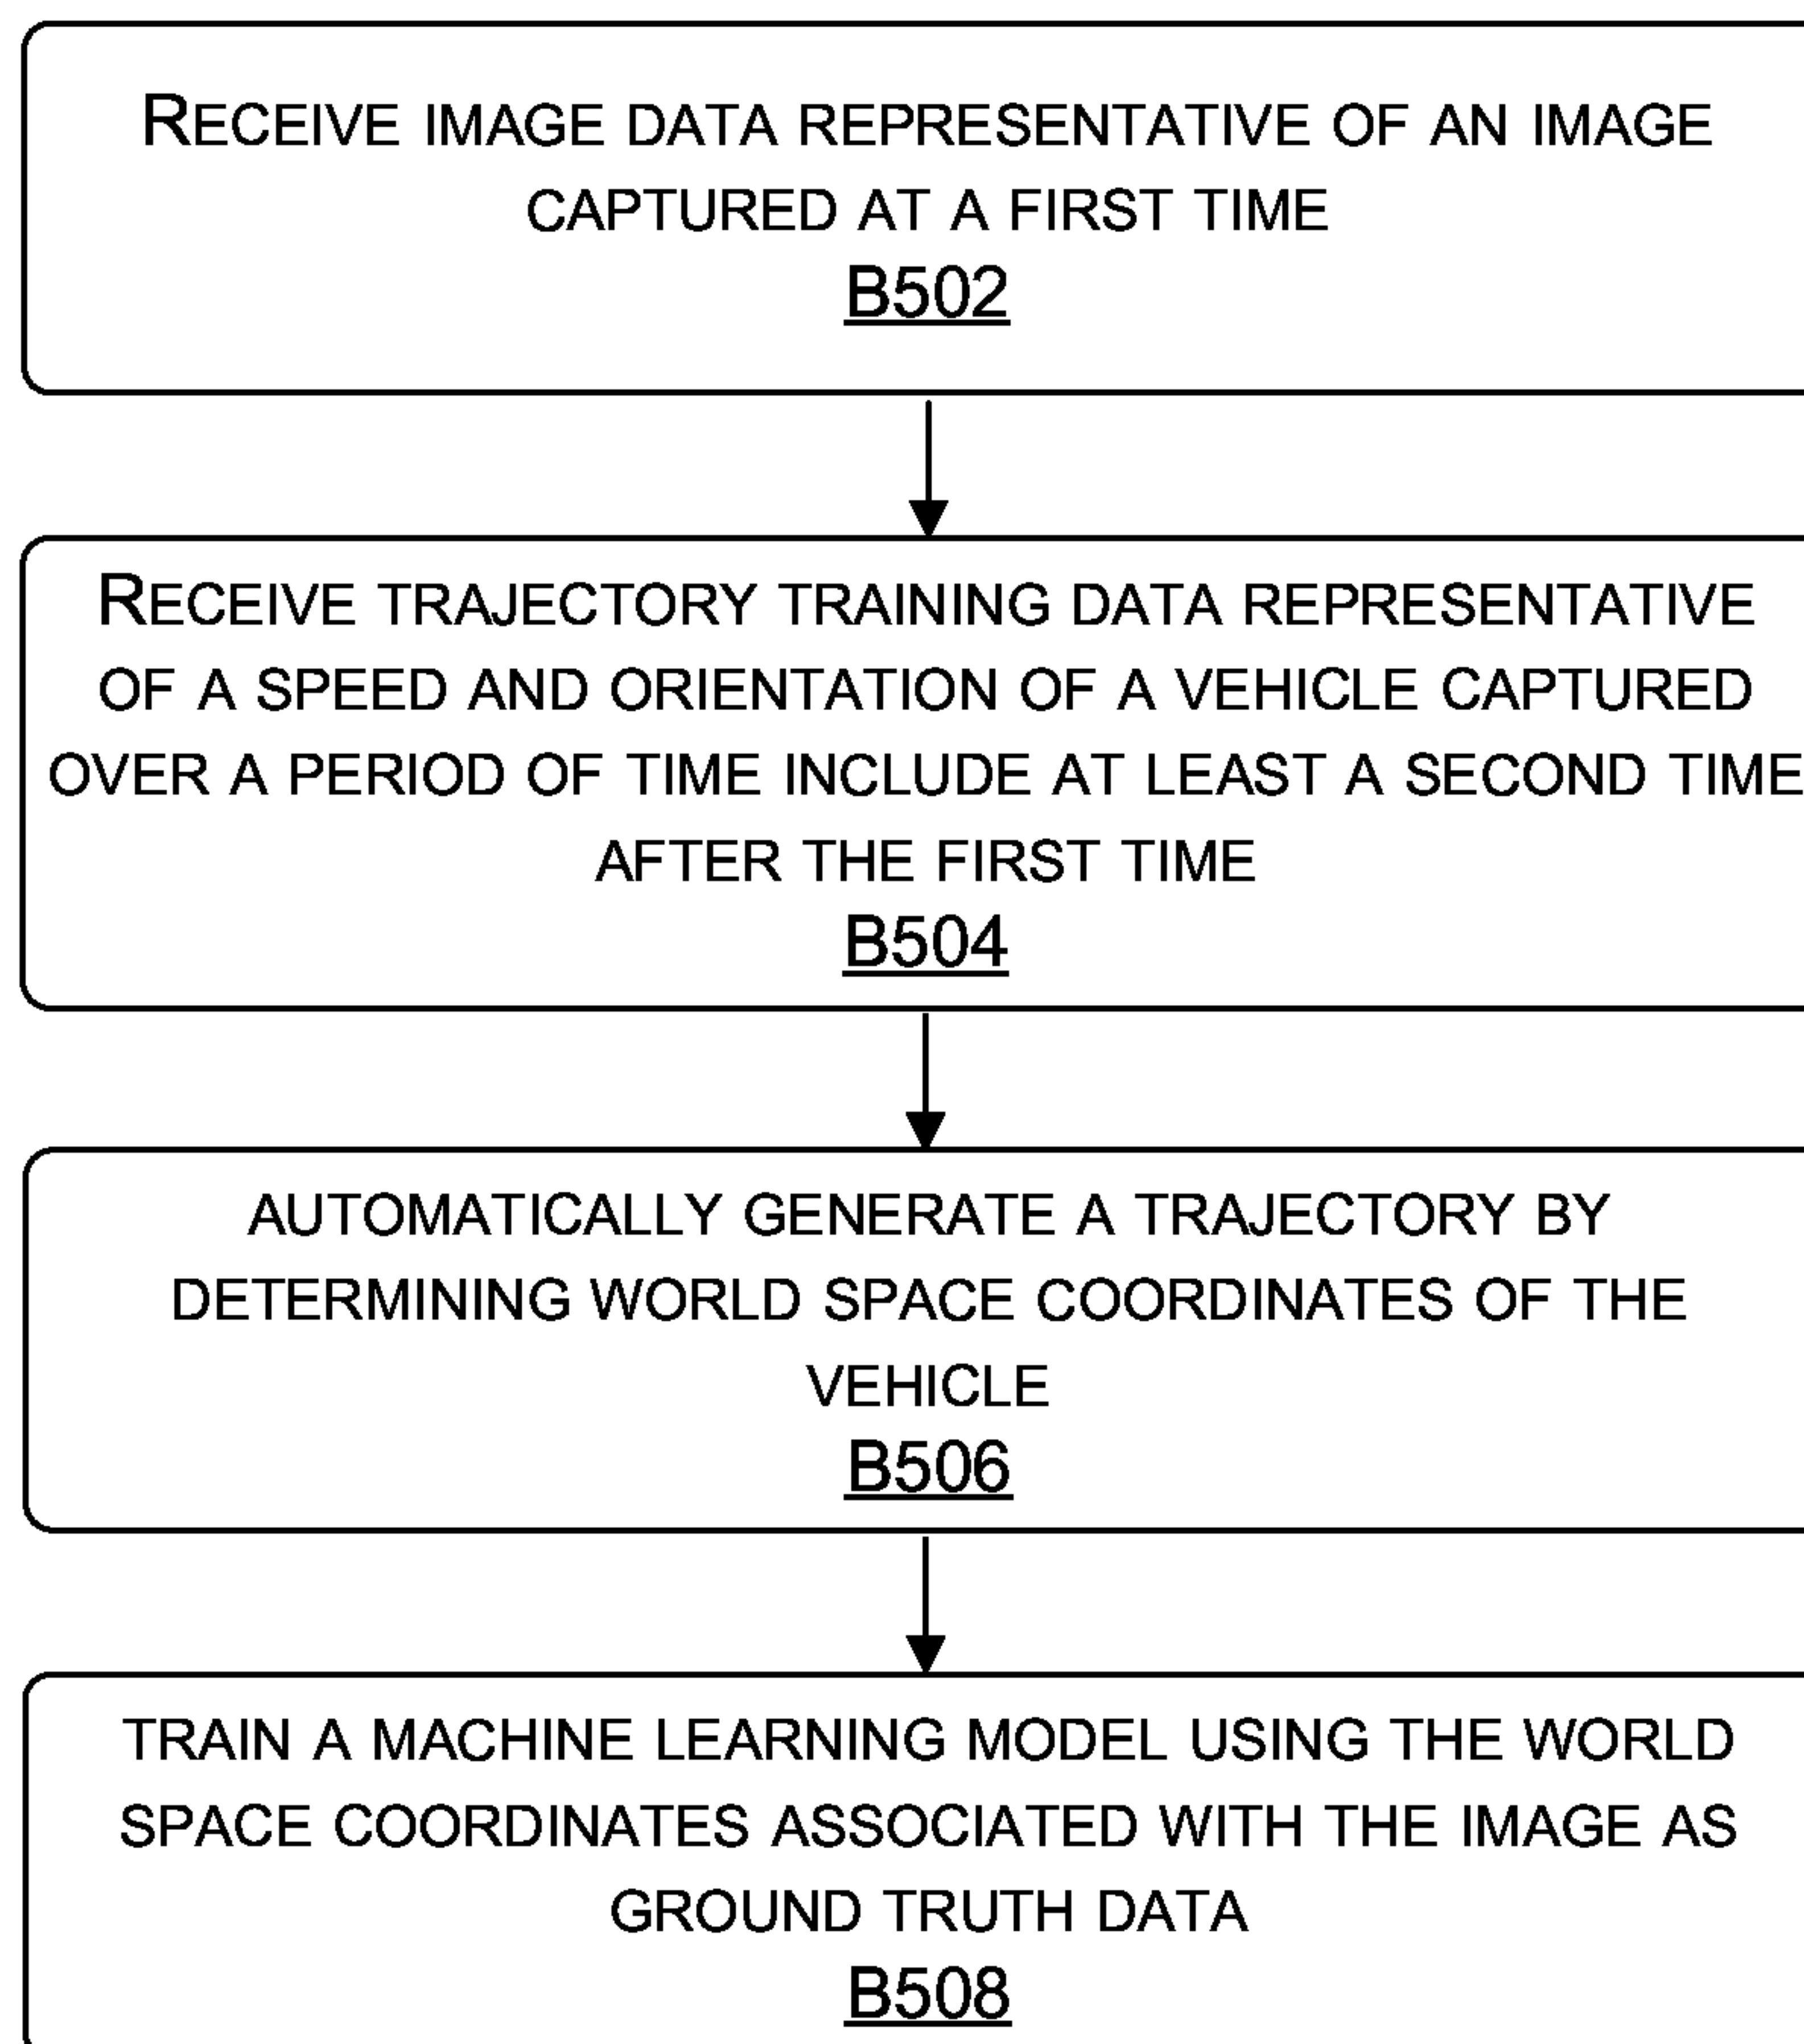 RECEIVE IMAGE DATA REPRESENTATIVE OF AN IMAGE
CAPTURED AT A FIRST TIME
B502
RECEIVE TRAJECTORY TRAINING DATA REPRESENTATIVE
OF A SPEED AND ORIENTATION OF A VEHICLE CAPTURED
OVER A PERIOD OF TIME INCLUDE AT LEAST A SECOND TIME
AFTER THE FIRST TIME
B504
AUTOMATICALLY GENERATE A TRAJECTORY BY
DETERMINING WORLD SPACE COORDINATES OF THE
VEHICLE
B506
TRAIN A MACHINE LEARNING MODEL USING THE WORLD
SPACE COORDINATES ASSOCIATED WITH THE IMAGE AS
GROUND TRUTH DATA
B508